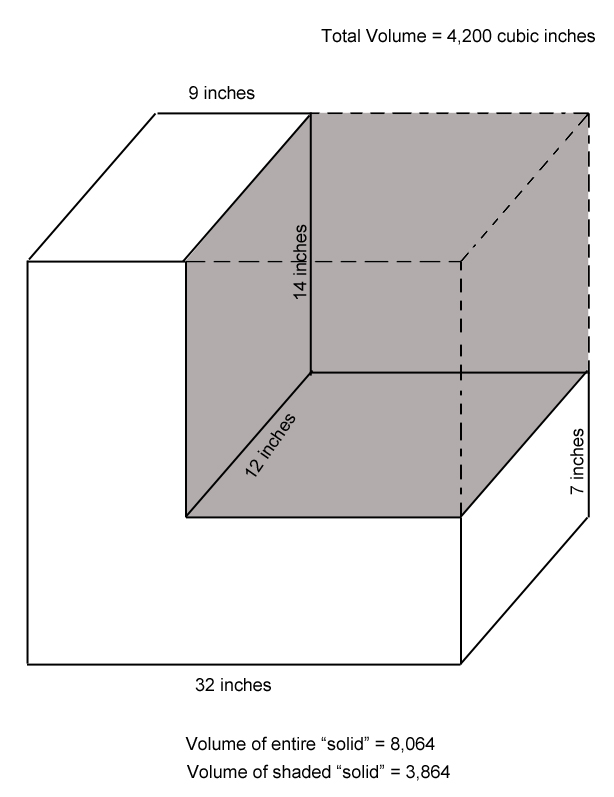 Total Volume = 4,200 cubic inches
9 inches
14 inches
12 inches
7 inches
32 inches
Volume of entire “solid” = 8,064
Volume of shaded “solid” = 3,864